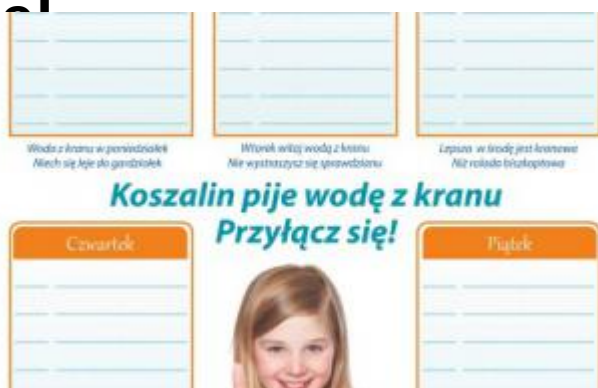 Woda z kranu w poniedziałek
Niech się leje do gardziołek
Wtorek witaj wodą z kranu
Nie wystraszysz się sprawdzianu
Lepsza w środę jest kranowa
Niż rolada biszkoptowa
Koszalin pije wodę z kranu
Przyłącz się!
Czwartek
Piątek